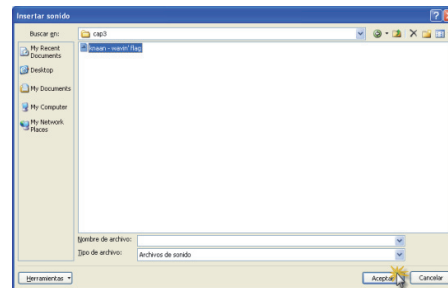 Insertar sonido
Buscar en:
cap3
My Recent Documents
knaan - wavin' flag
Desktop
My Documents
My Computer
My Network Places
Nombre de archivo:
Tipo de archivo:
Archivos de sonido
Herramientas
Aceptar
Cancelar